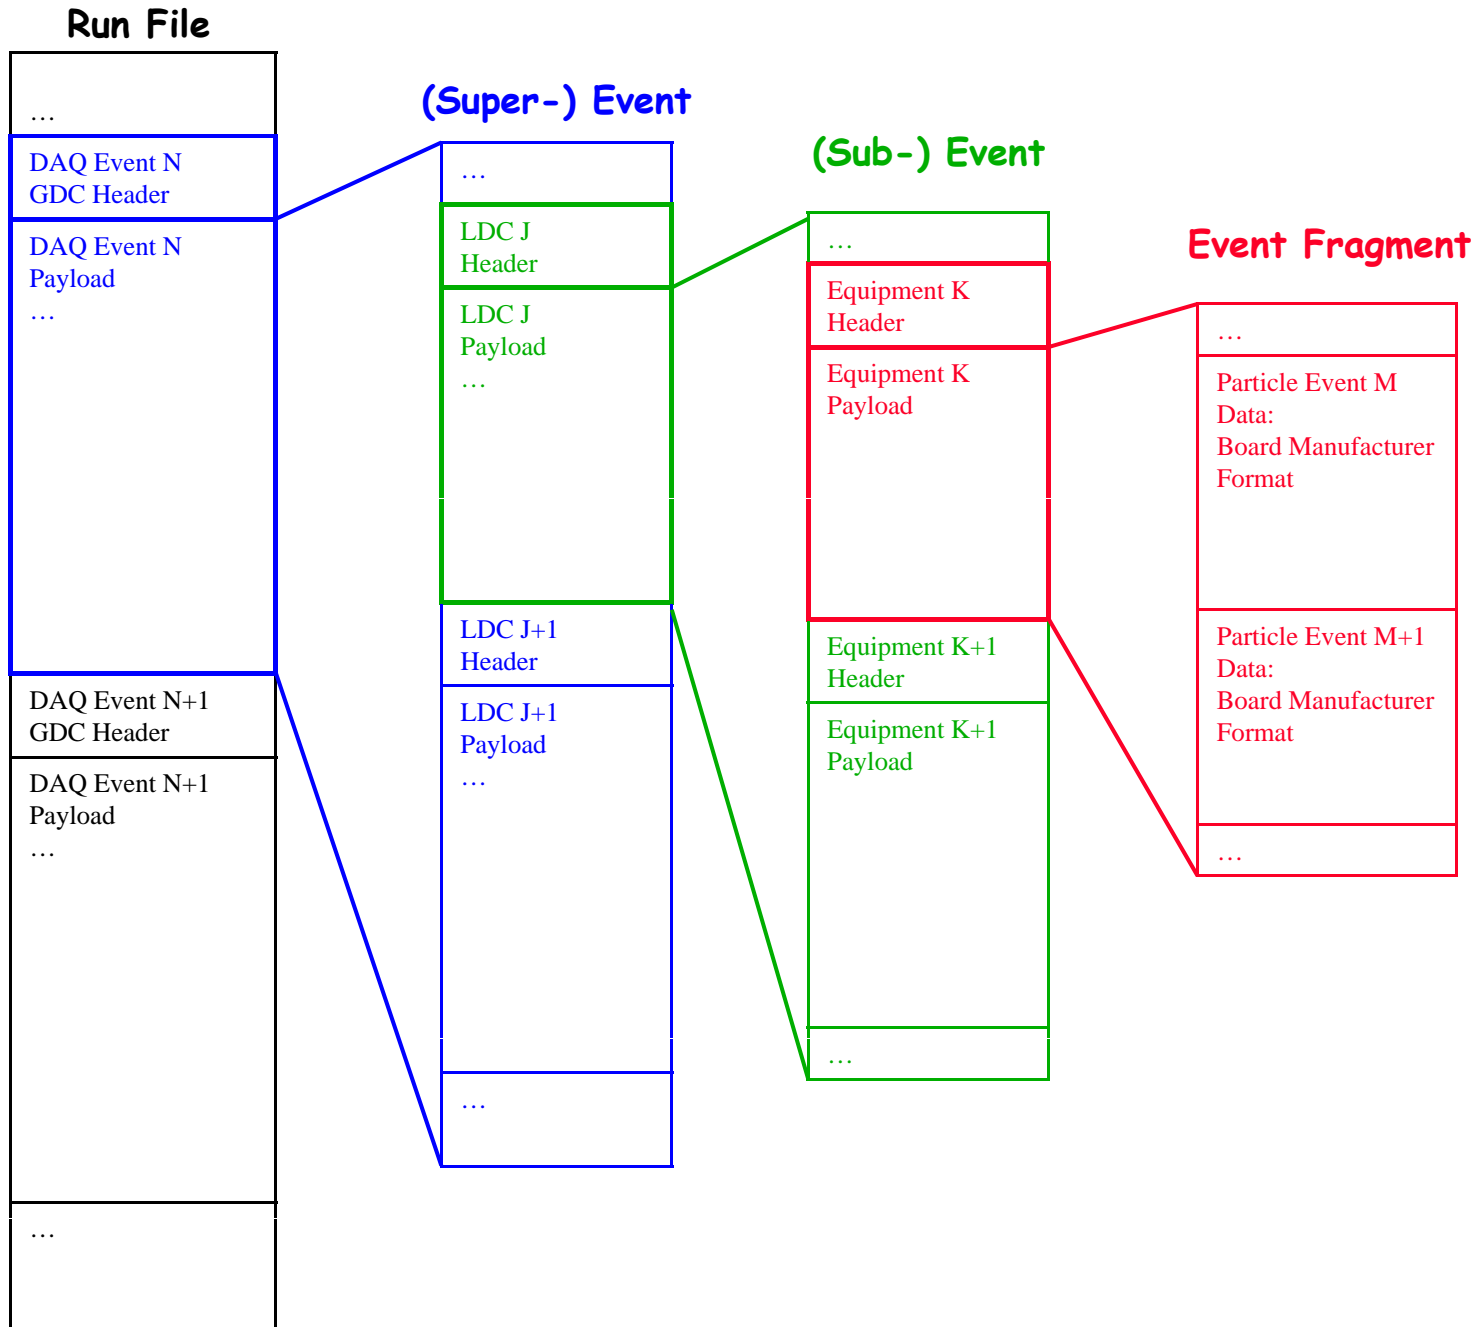 Run File
…
DAQ Event N
GDC Header
DAQ Event N
Payload
…
DAQ Event N+1
GDC Header
DAQ Event N+1
Payload
…
…
(Super-) Event
…
LDC J
Header
LDC J
Payload
…
LDC J+1
Header
LDC J+1
Payload
…
…
(Sub-) Event
…
Equipment K
Header
Equipment K
Payload
Equipment K+1
Header
Equipment K+1
Payload
…
Event Fragment
…
Particle Event M
Data:
Board Manufacturer
Format
Particle Event M+1
Data:
Board Manufacturer
Format
…